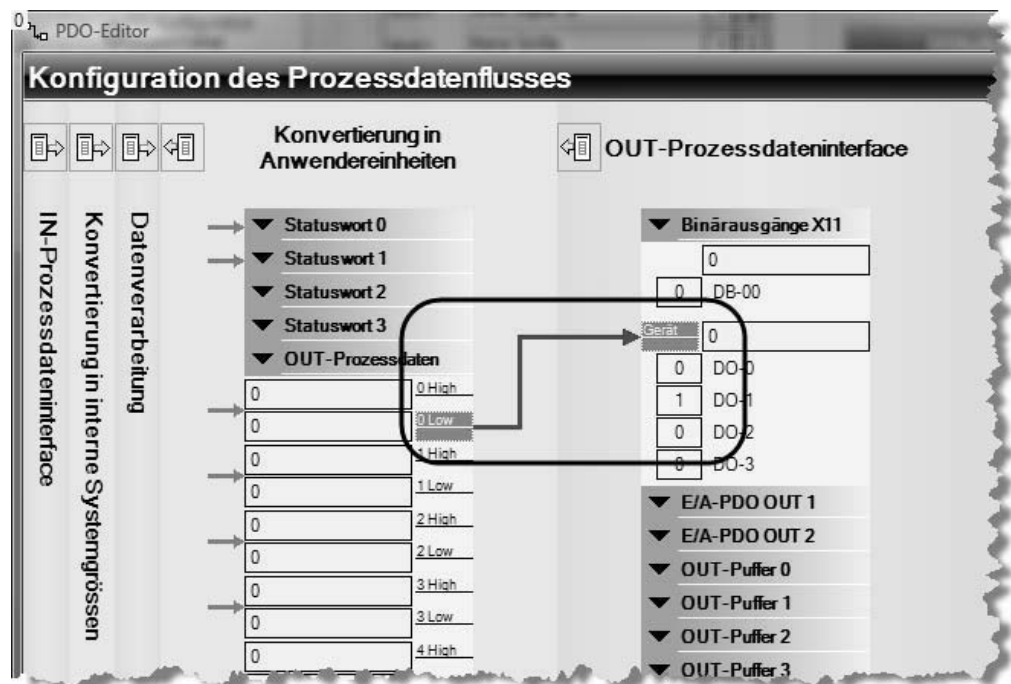 0
PDO-Editor
Konfiguration des Prozessdatenflusses
IN-Prozessdateninterface
Konvertierung in interne Systemgrössen
Datenverarbeitung
Konvertierung in
Anwendereinheiten
Statuswort 0
Statuswort 1
Statuswort 2
Statuswort 3
OUT-Prozessdaten
0 0 High
0 0 Low
0 1 High
0 1 Low
0 2 High
0 2 Low
0 3 High
0 3 Low
0 4 High
OUT-Prozessdateninterface
Binärausgänge X11
0
0 DB-00
Gerät 0
0 DO-0
1 DO-1
0 DO-2
0 DO-3
E/A-PDO OUT 1
E/A-PDO OUT 2
OUT-Puffer 0
OUT-Puffer 1
OUT-Puffer 2
OUT-Puffer 3